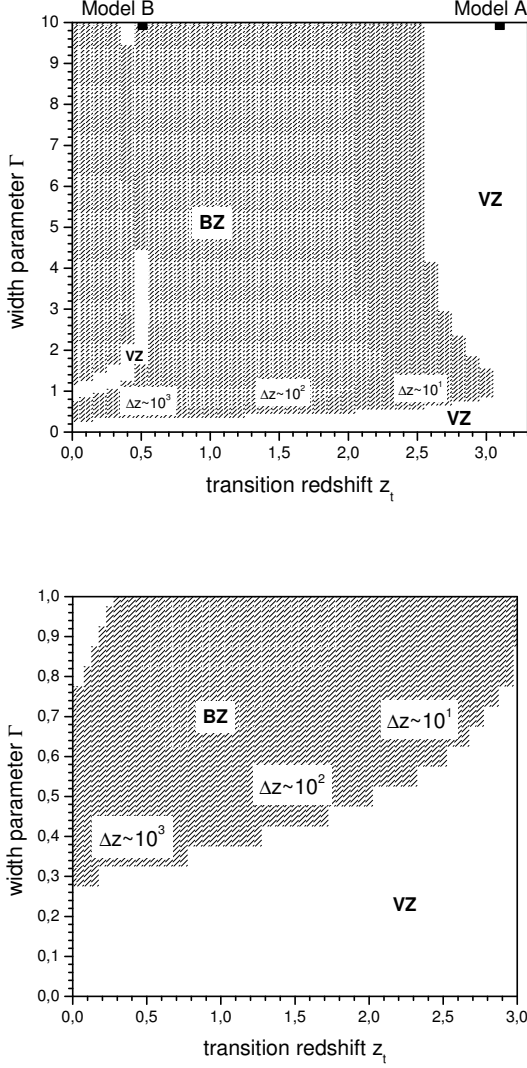 Model B
Model A
10
9
8
7
6
5
4
3
2
1
0
width parameter Γ
BZ
VZ
VZ
Δz~10³
Δz~10²
Δz~10¹
VZ
0,0
0,5
1,0
1,5
2,0
2,5
3,0
transition redshift z_t
1,0
0,9
0,8
0,7
0,6
0,5
0,4
0,3
0,2
0,1
0,0
width parameter Γ
BZ
Δz~10¹
Δz~10²
Δz~10³
VZ
0,0
0,5
1,0
1,5
2,0
2,5
3,0
transition redshift z_t